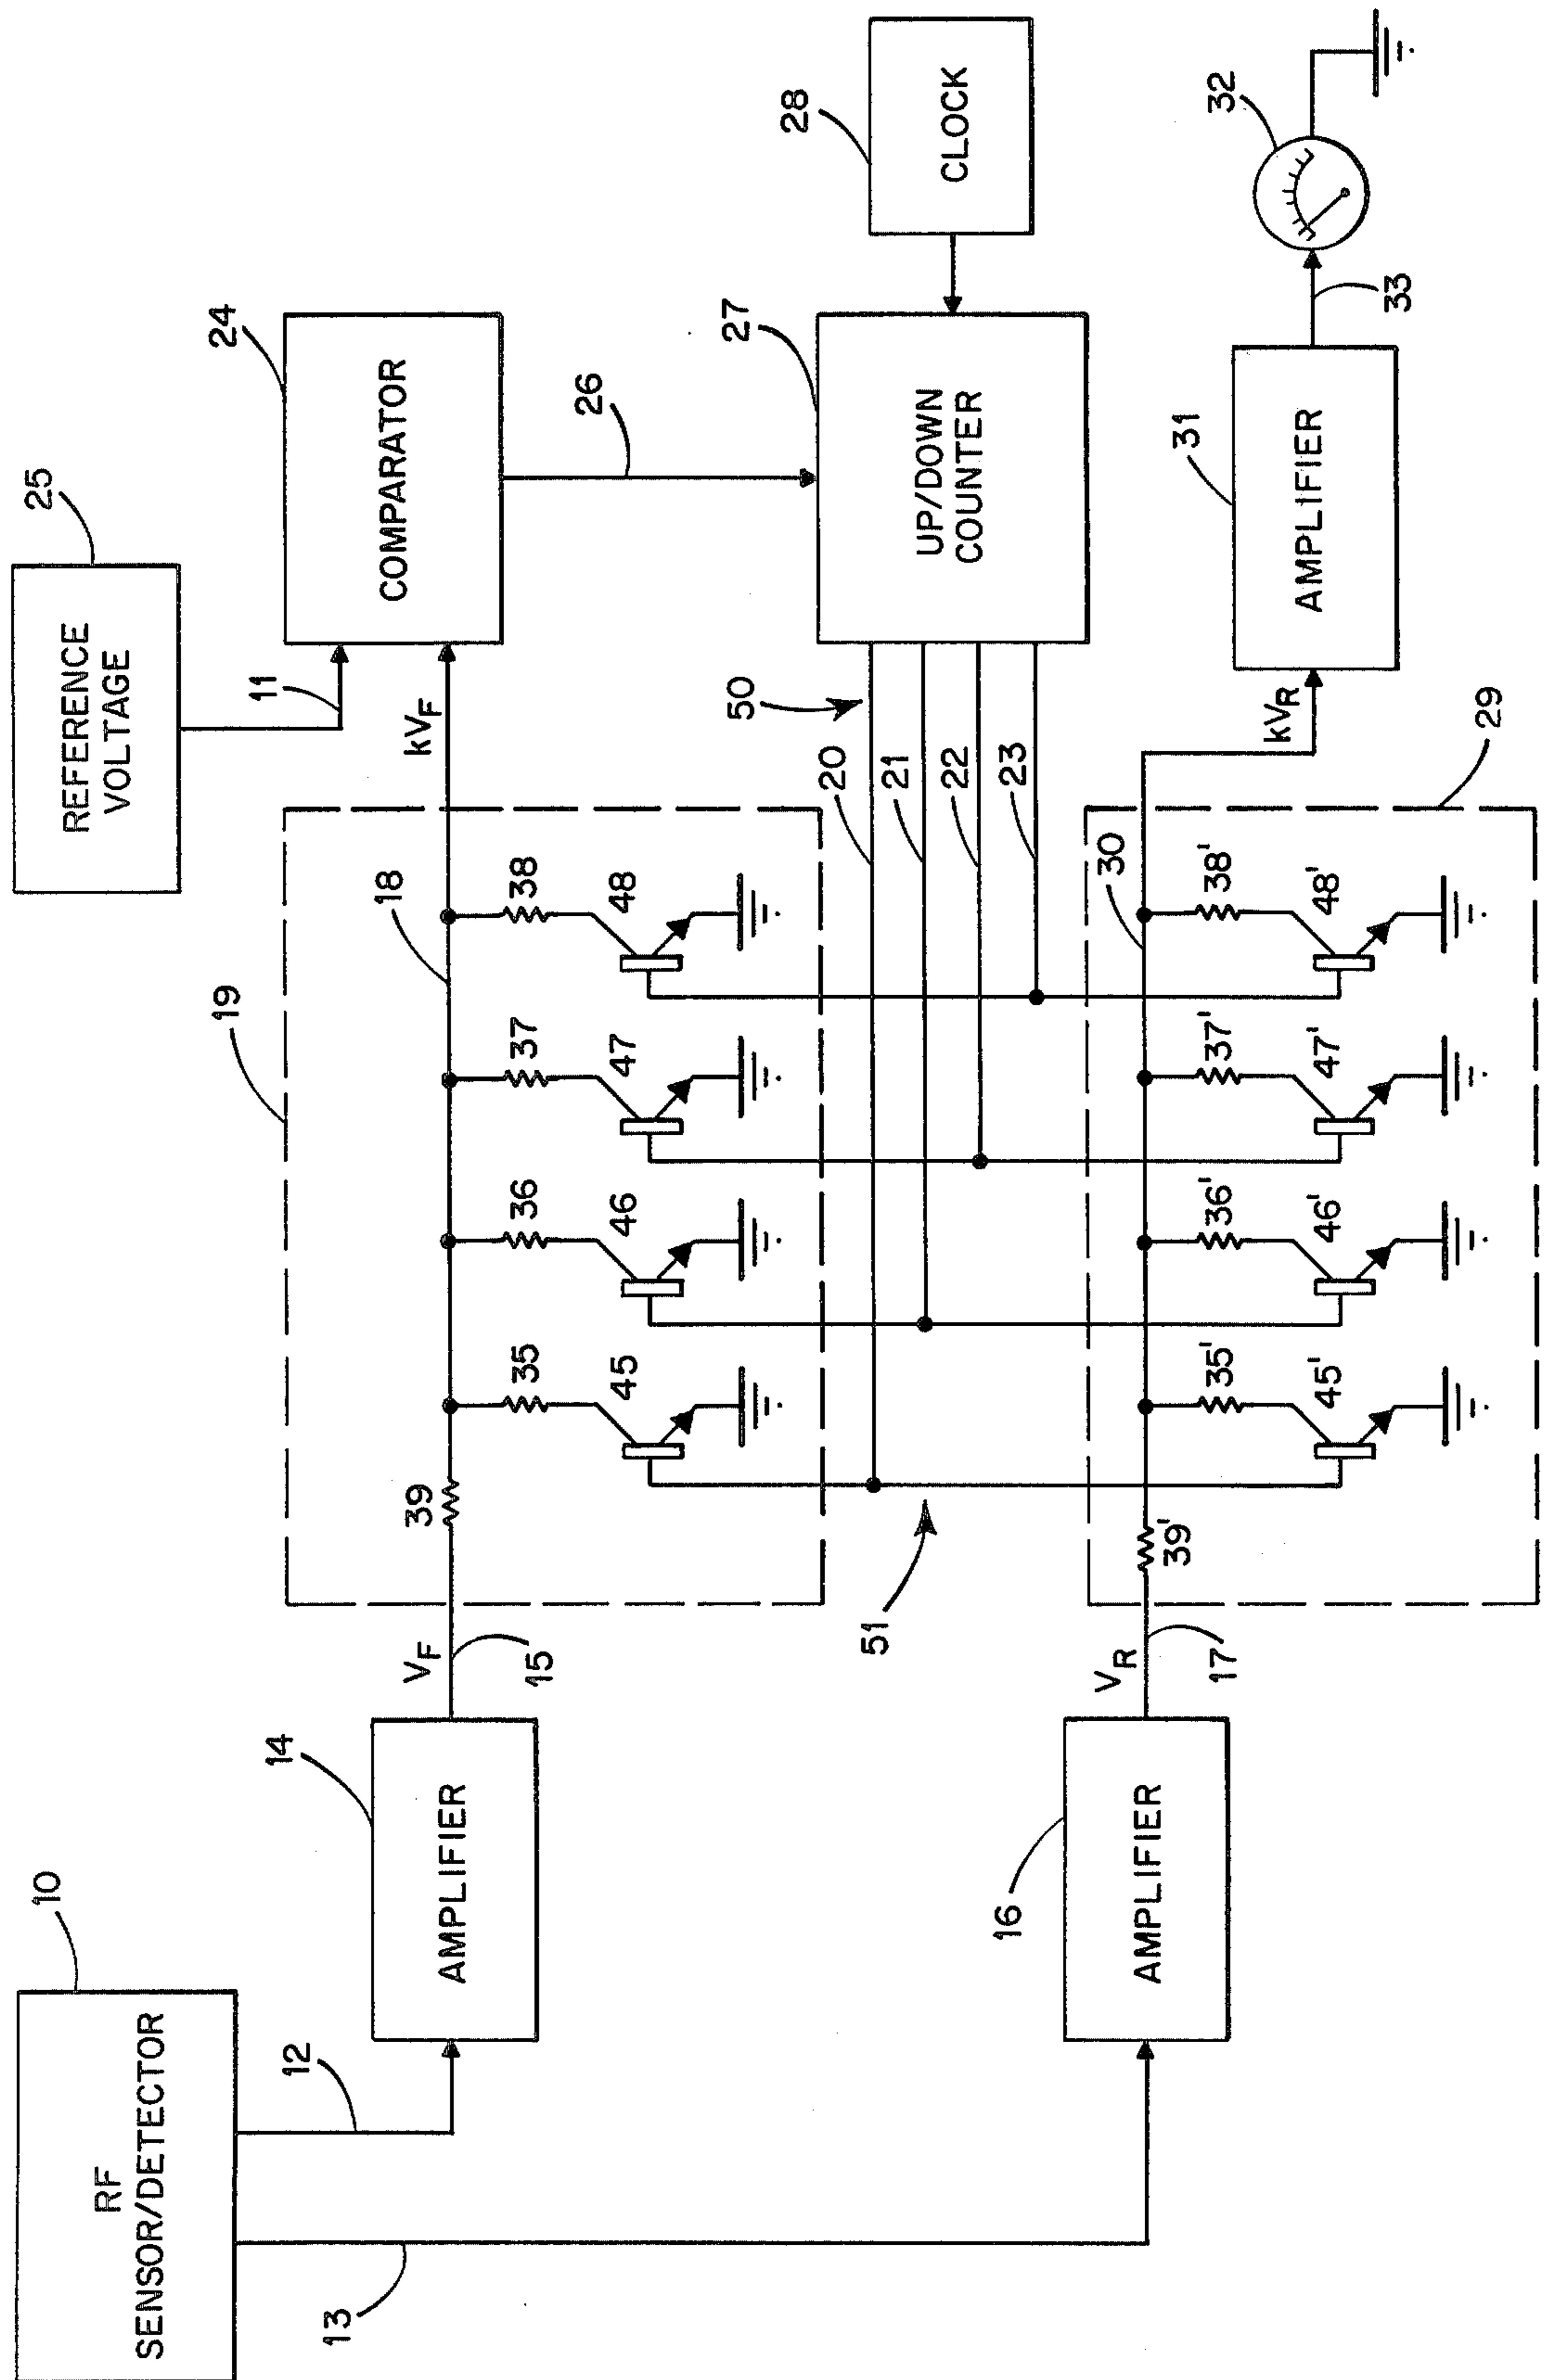 10
RF
SENSOR/DETECTOR
12
13
14
AMPLIFIER
VF
15
16
AMPLIFIER
VR
17
19
39
18
35
36
37
38
45
46
47
48
25
REFERENCE
VOLTAGE
11
kVF
24
COMPARATOR
26
50
20
21
22
23
51
27
UP/DOWN
COUNTER
28
CLOCK
39'
30
35'
36'
37'
38'
45'
46'
47'
48'
29
kVR
31
AMPLIFIER
33
32